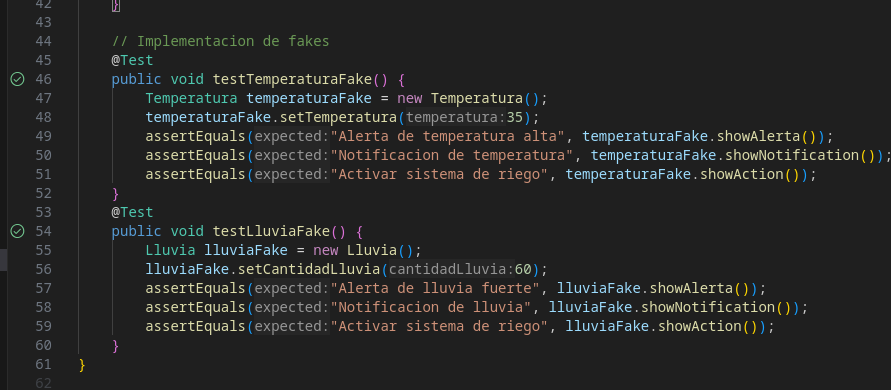 42 }
43
44 // Implementacion de fakes
45 @Test
46 public void testTemperaturaFake() {
47 Temperatura temperaturaFake = new Temperatura();
48 temperaturaFake.setTemperatura(temperatura:35);
49 assertEquals(expected:"Alerta de temperatura alta", temperaturaFake.showAlerta());
50 assertEquals(expected:"Notificacion de temperatura", temperaturaFake.showNotification());
51 assertEquals(expected:"Activar sistema de riego", temperaturaFake.showAction());
52 }
53 @Test
54 public void testLluviaFake() {
55 Lluvia lluviaFake = new Lluvia();
56 lluviaFake.setCantidadLluvia(cantidadLluvia:60);
57 assertEquals(expected:"Alerta de lluvia fuerte", lluviaFake.showAlerta());
58 assertEquals(expected:"Notificacion de lluvia", lluviaFake.showNotification());
59 assertEquals(expected:"Activar sistema de riego", lluviaFake.showAction());
60 }
61 }
62